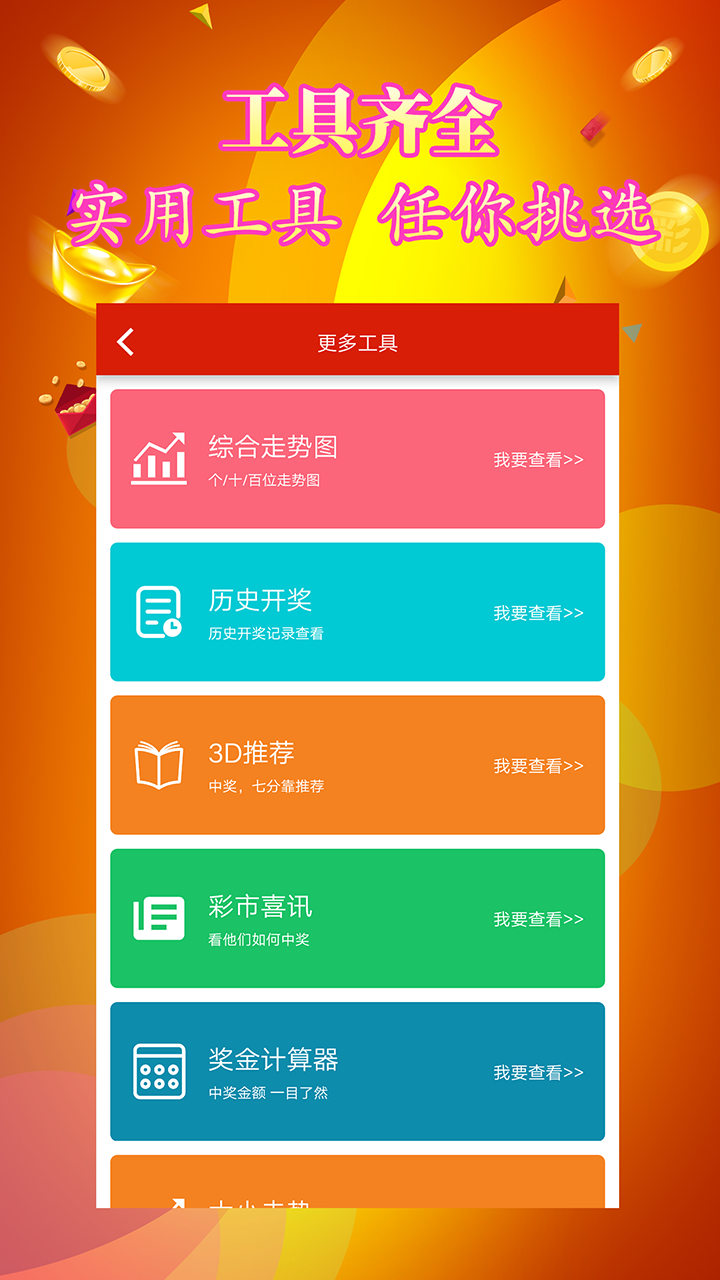 工具齐全
实用工具 任你挑选
彩
更多工具
综合走势图
个/十/百位走势图
我要查看>>
历史开奖
历史开奖记录查看
我要查看>>
3D推荐
中奖，七分靠推荐
我要查看>>
彩市喜讯
看他们如何中奖
我要查看>>
奖金计算器
中奖金额 一目了然
我要查看>>